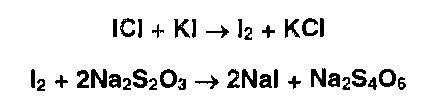 ICl + KI → I₂ + KCl
I₂ + 2Na₂S₂O₃ → 2NaI + Na₂S₄O₆